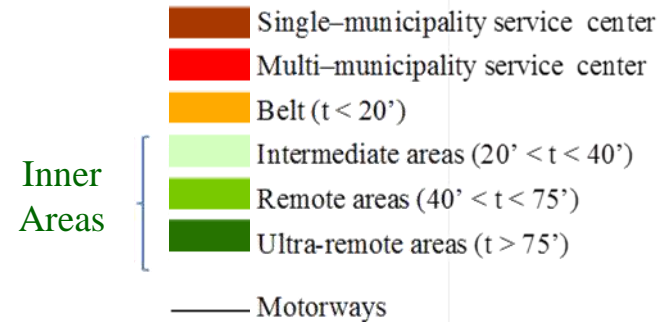 Single–municipality service center
Multi–municipality service center
Belt (t < 20’)
Intermediate areas (20’ < t < 40’)
Inner
Areas
Remote areas (40’ < t < 75’)
Ultra-remote areas (t > 75’)
Motorways